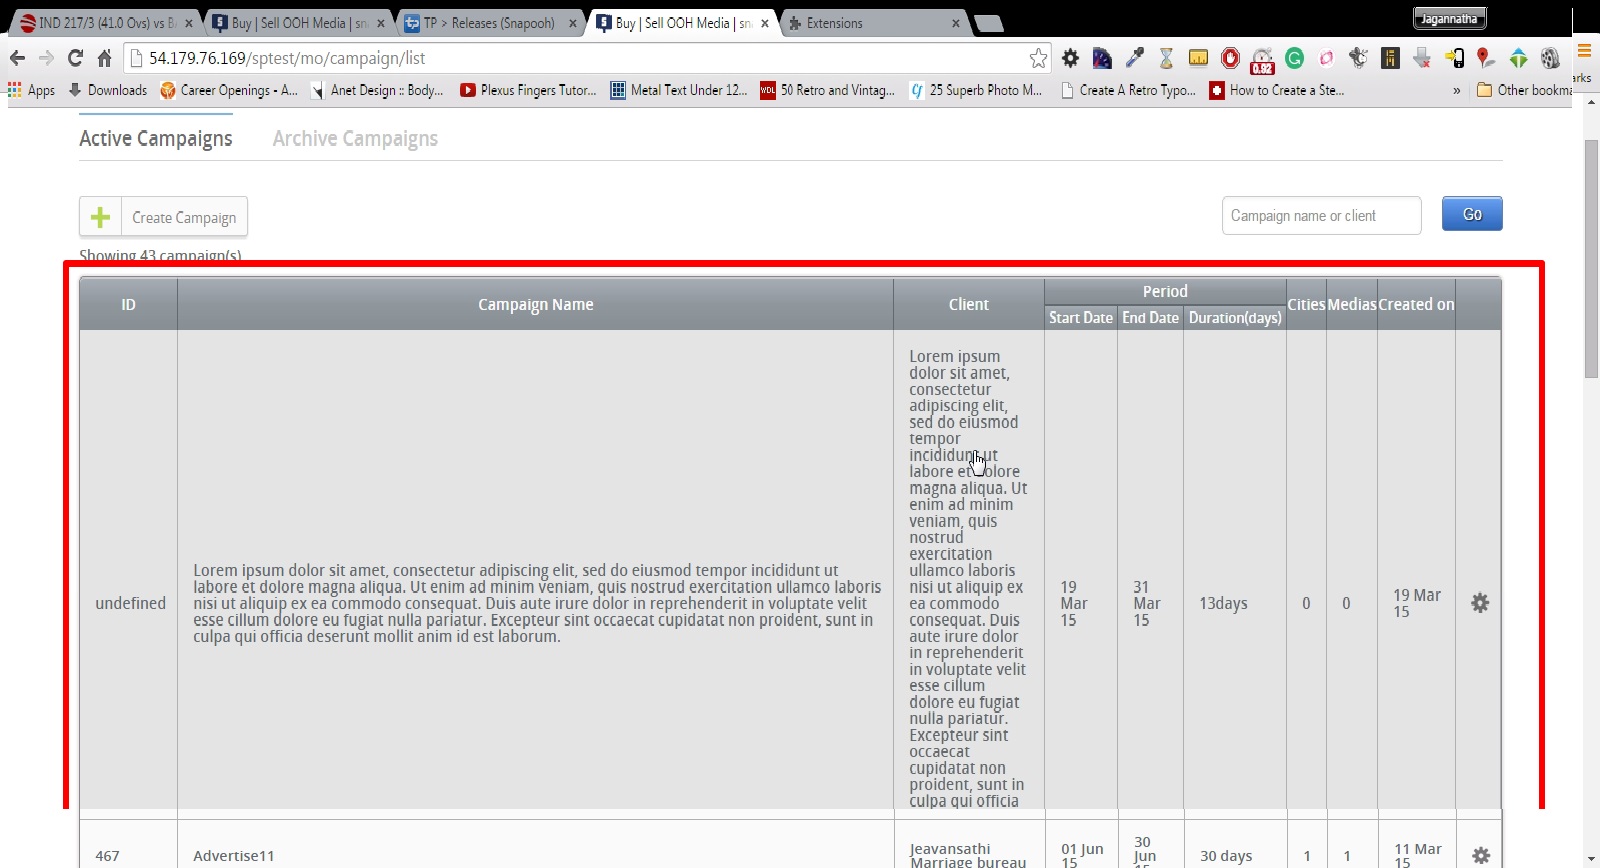 Jagannatha
IND 217/3 (41.0 Ovs) vs B
Buy | Sell OOH Media | sn
TP > Releases (Snapooh)
Buy | Sell OOH Media | sn
Extensions
54.179.76.169/sptest/mo/campaign/list
0.92
Apps
Downloads
Career Openings - A...
Anet Design :: Body...
Plexus Fingers Tutor...
Metal Text Under 12...
WDL
50 Retro and Vintag...
25 Superb Photo M...
Create A Retro Typo...
How to Create a Ste...
»
Other bookma
arks
Active Campaigns
Archive Campaigns
Create Campaign
Campaign name or client
Go
Showing 43 campaign(s)
ID
Campaign Name
Client
Period
Start Date
End Date
Duration(days)
Cities
Medias
Created on
undefined
Lorem ipsum dolor sit amet, consectetur adipiscing elit, sed do eiusmod tempor incididunt ut
labore et dolore magna aliqua. Ut enim ad minim veniam, quis nostrud exercitation ullamco laboris
nisi ut aliquip ex ea commodo consequat. Duis aute irure dolor in reprehenderit in voluptate velit
esse cillum dolore eu fugiat nulla pariatur. Excepteur sint occaecat cupidatat non proident, sunt in
culpa qui officia deserunt mollit anim id est laborum.
Lorem ipsum
dolor sit amet,
consectetur
adipiscing elit,
sed do eiusmod
tempor
incididunt ut
labore et dolore
magna aliqua. Ut
enim ad minim
veniam, quis
nostrud
exercitation
ullamco laboris
nisi ut aliquip ex
ea commodo
consequat. Duis
aute irure dolor
in reprehenderit
in voluptate velit
esse cillum
dolore eu fugiat
nulla pariatur.
Excepteur sint
occaecat
cupidatat non
proident, sunt in
culpa qui officia
19
Mar
15
31
Mar
15
13days
0
0
19 Mar
15
467
Advertise11
Jeavansathi
Marriage bureau
01 Jun
15
30
Jun
15
30 days
1
1
11 Mar
15